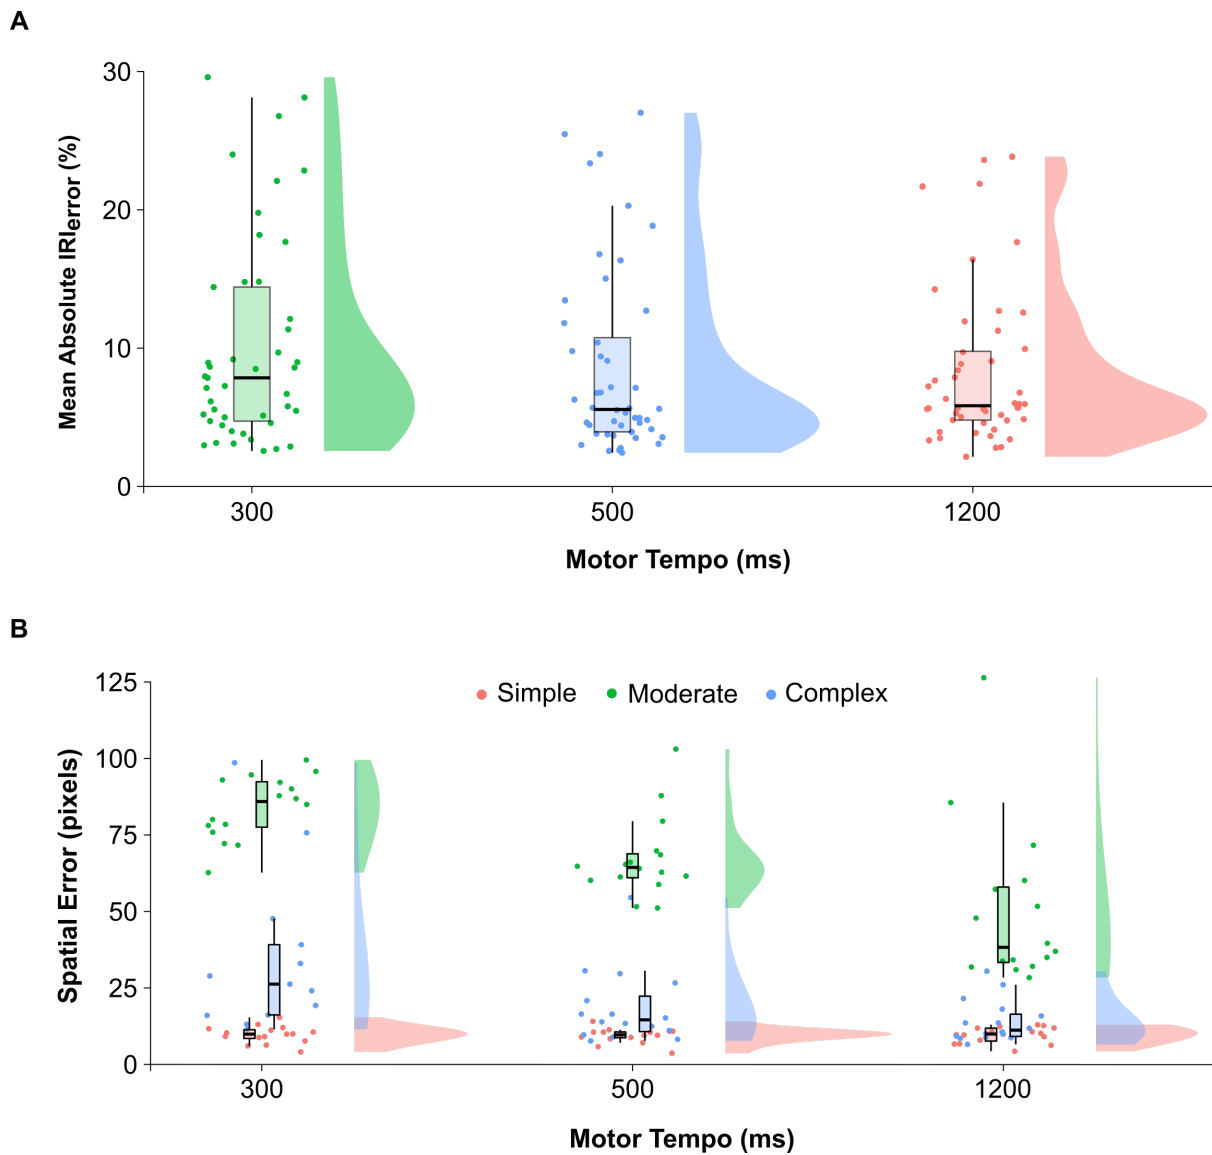 A
Mean Absolute IRIerror (%)
30
20
10
0
300 500 1200
Motor Tempo (ms)
B
Simple Moderate Complex
Spatial Error (pixels)
125
100
75
50
25
0
300 500 1200
Motor Tempo (ms)